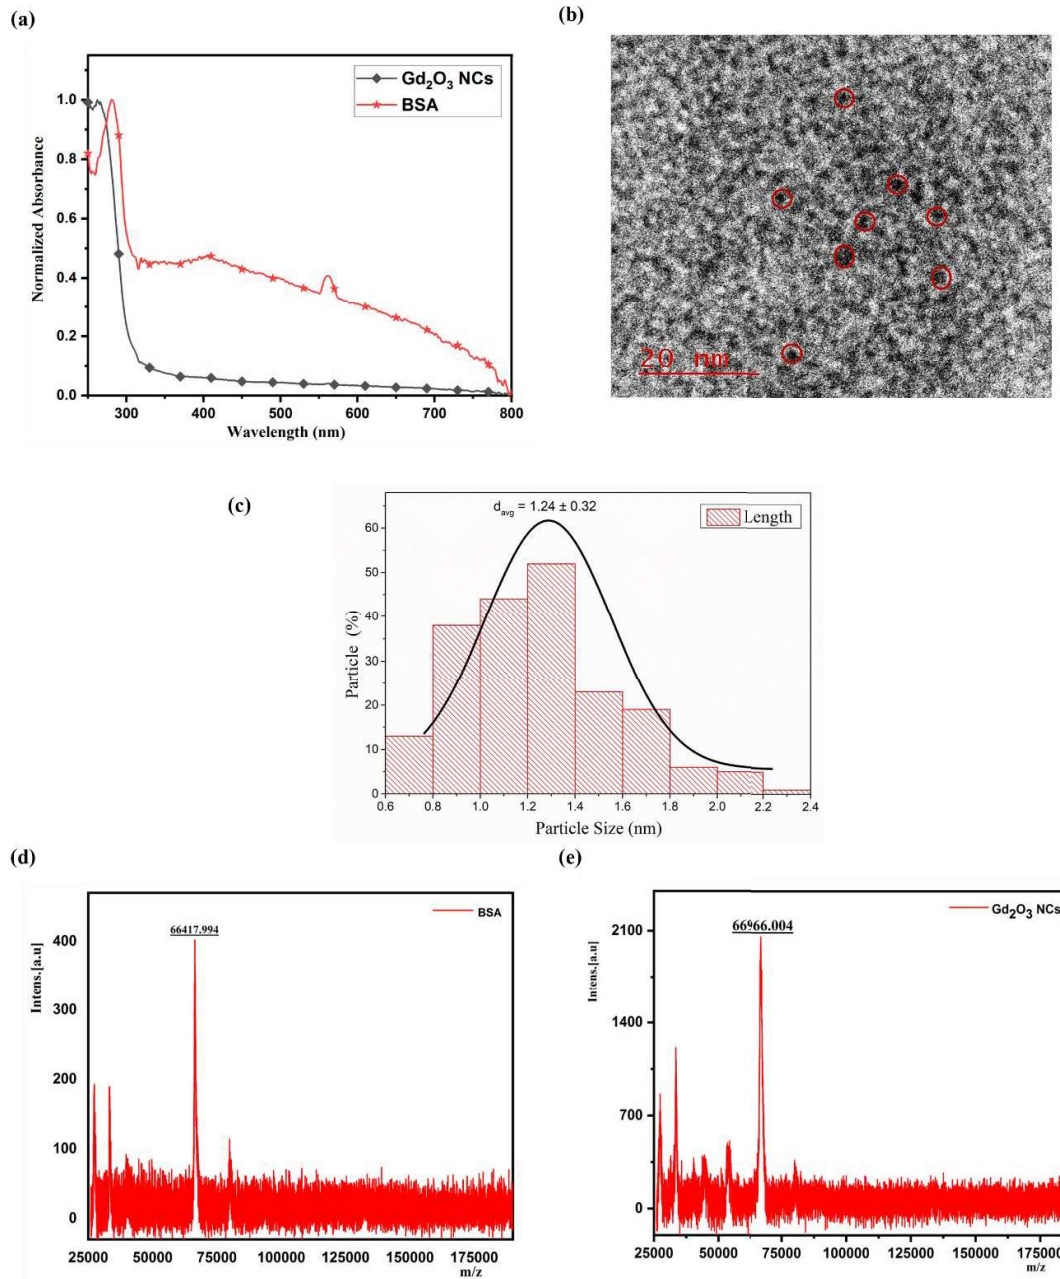 (a)
Gd₂O₃ NCs
BSA
Normalized Absorbance
1.0
0.8
0.6
0.4
0.2
0.0
300 400 500 600 700 800
Wavelength (nm)
(b)
20 nm
(c)
d_avg = 1.24 ± 0.32
Length
Particle (%)
60
50
40
30
20
10
0
0.6 0.8 1.0 1.2 1.4 1.6 1.8 2.0 2.2 2.4
Particle Size (nm)
(d)
BSA
66417.994
Intens.[a.u]
400
300
200
100
0
25000 50000 75000 100000 125000 150000 175000
m/z
(e)
Gd₂O₃ NCs
66966.004
Intens.[a.u]
2100
1400
700
0
25000 50000 75000 100000 125000 150000 175000
m/z